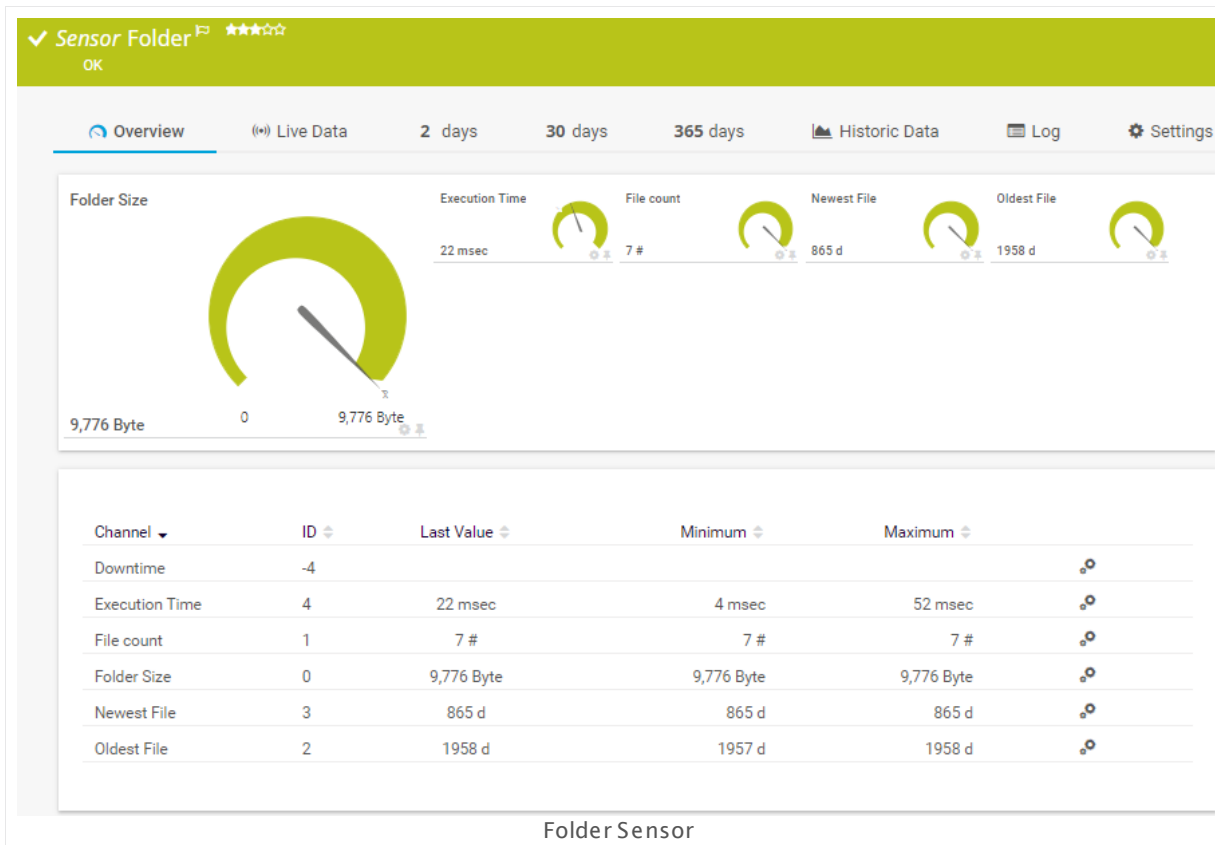 Sensor Folder
OK
Overview
Live Data
2 days
30 days
365 days
Historic Data
Log
Settings
Folder Size
9,776 Byte
0
9,776 Byte
Execution Time
22 msec
File count
7 #
Newest File
865 d
Oldest File
1958 d
Channel ID Last Value Minimum Maximum
Downtime -4
Execution Time 4 22 msec 4 msec 52 msec
File count 1 7 # 7 # 7 #
Folder Size 0 9,776 Byte 9,776 Byte 9,776 Byte
Newest File 3 865 d 865 d 865 d
Oldest File 2 1958 d 1957 d 1958 d
Folder Sensor